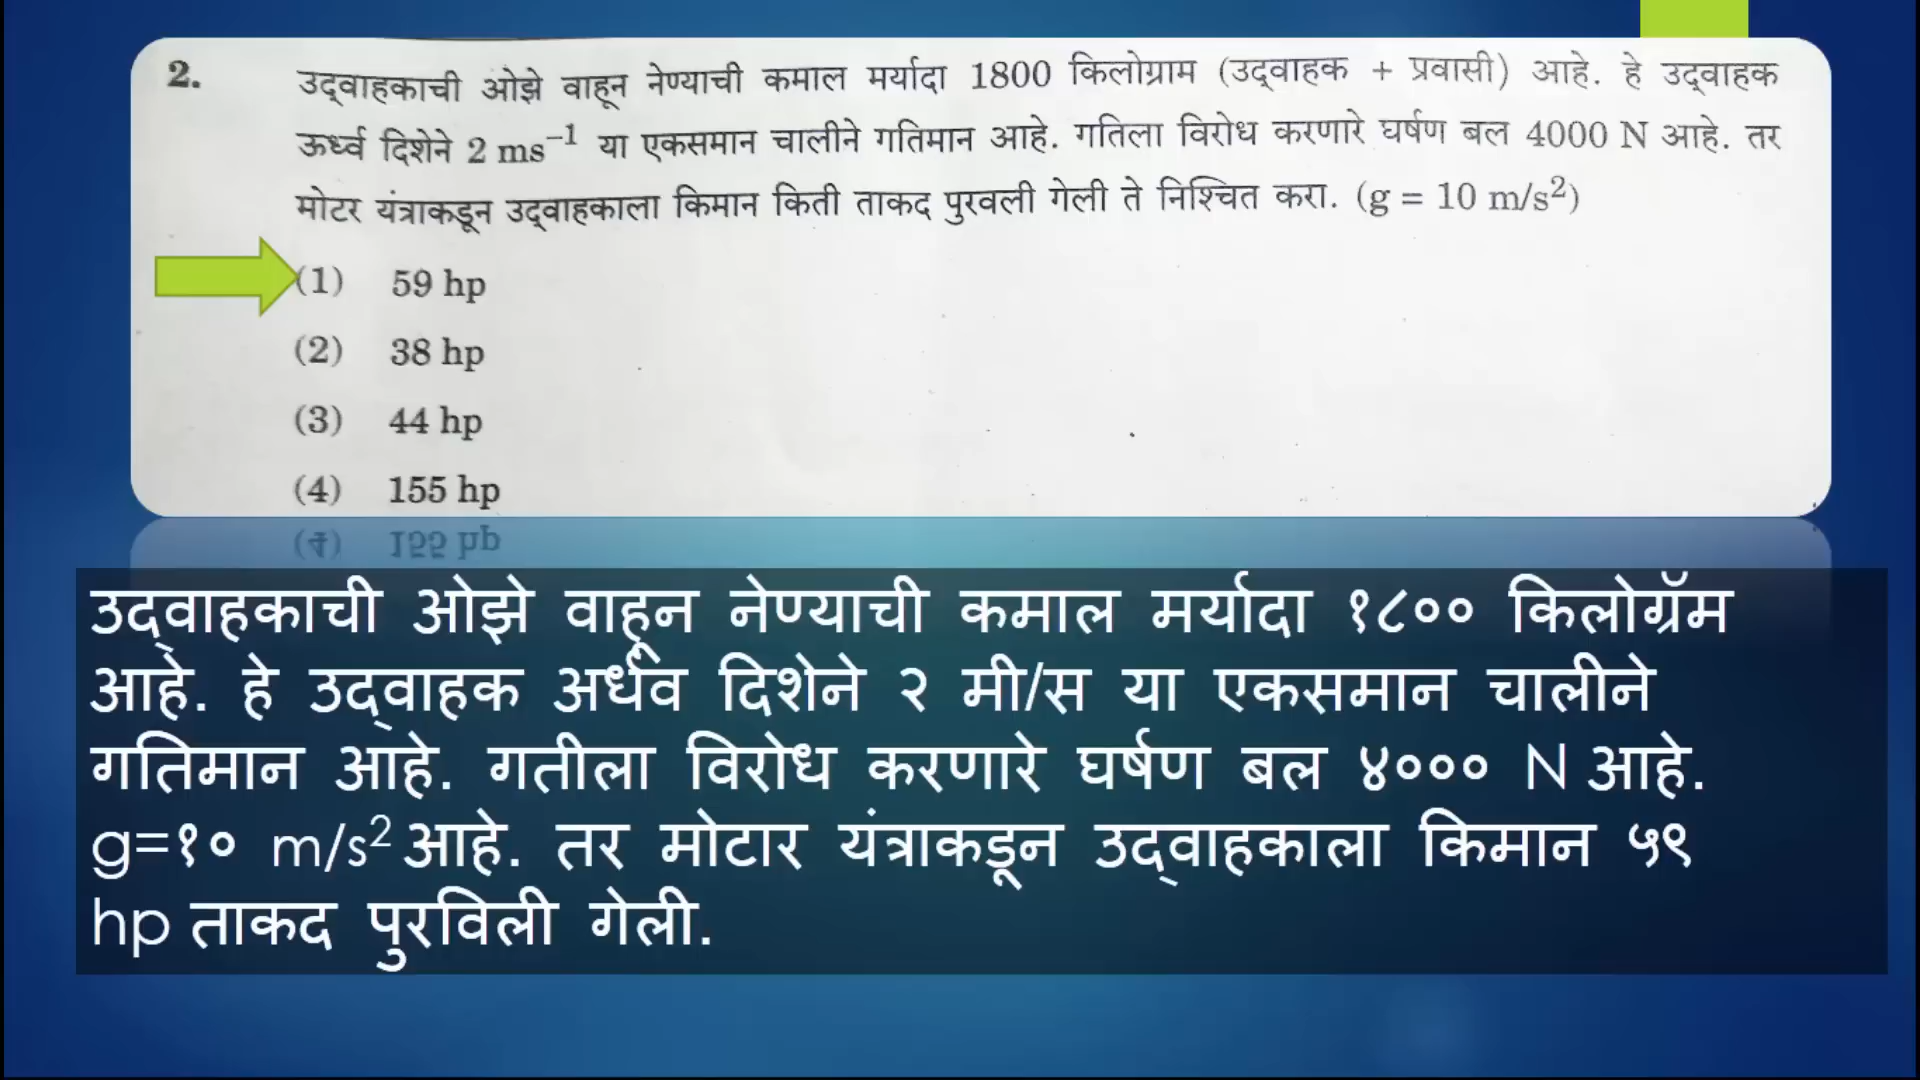 2. उद्‌वाहकाची ओझे वाहून नेण्याची कमाल मर्यादा 1800 किलोग्राम (उद्‌वाहक + प्रवासी) आहे. हे उद्‌वाहक
ऊर्ध्व दिशेने 2 ms⁻¹ या एकसमान चालीने गतिमान आहे. गतिला विरोध करणारे घर्षण बल 4000 N आहे. तर
मोटर यंत्राकडून उद्‌वाहकाला किमान किती ताकद पुरवली गेली ते निश्चित करा. (g = 10 m/s²)
(1) 59 hp
(2) 38 hp
(3) 44 hp
(4) 155 hp
उद्‌वाहकाची ओझे वाहून नेण्याची कमाल मर्यादा १८०० किलोग्रॅम
आहे. हे उद्‌वाहक अर्धव दिशेने २ मी/स या एकसमान चालीने
गतिमान आहे. गतीला विरोध करणारे घर्षण बल ४००० N आहे.
g=१० m/s² आहे. तर मोटार यंत्राकडून उद्‌वाहकाला किमान ५९
hp ताकद पुरविली गेली.